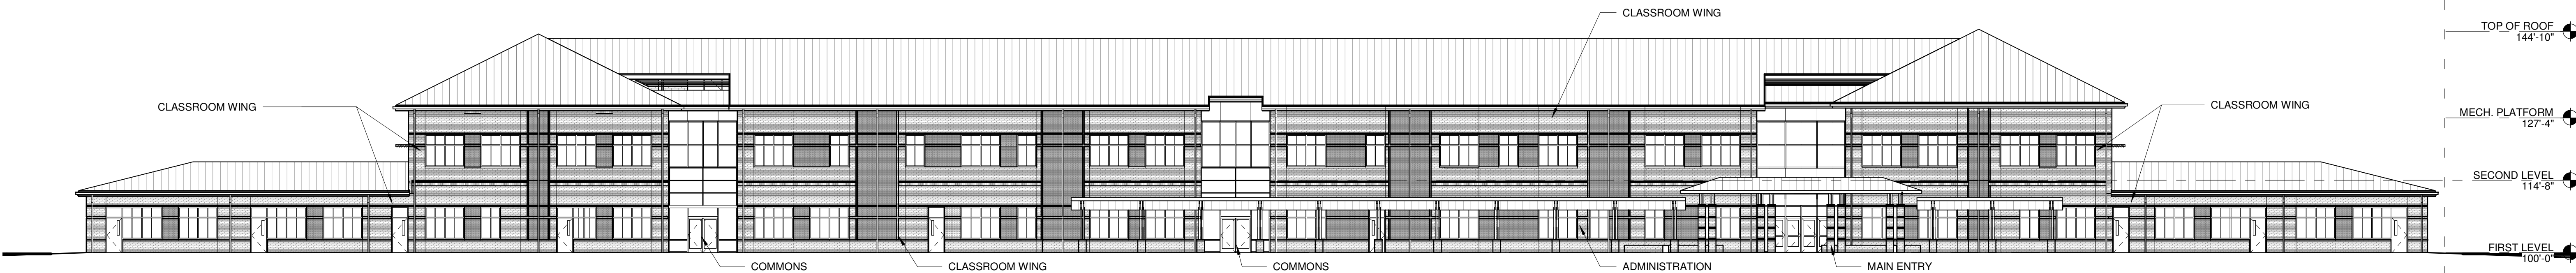 CLASSROOM WING
TOP OF ROOF
144'-10"
CLASSROOM WING
CLASSROOM WING
MECH. PLATFORM
127'-4"
SECOND LEVEL
114'-8"
FIRST LEVEL
100'-0"
COMMONS
CLASSROOM WING
COMMONS
ADMINISTRATION
MAIN ENTRY